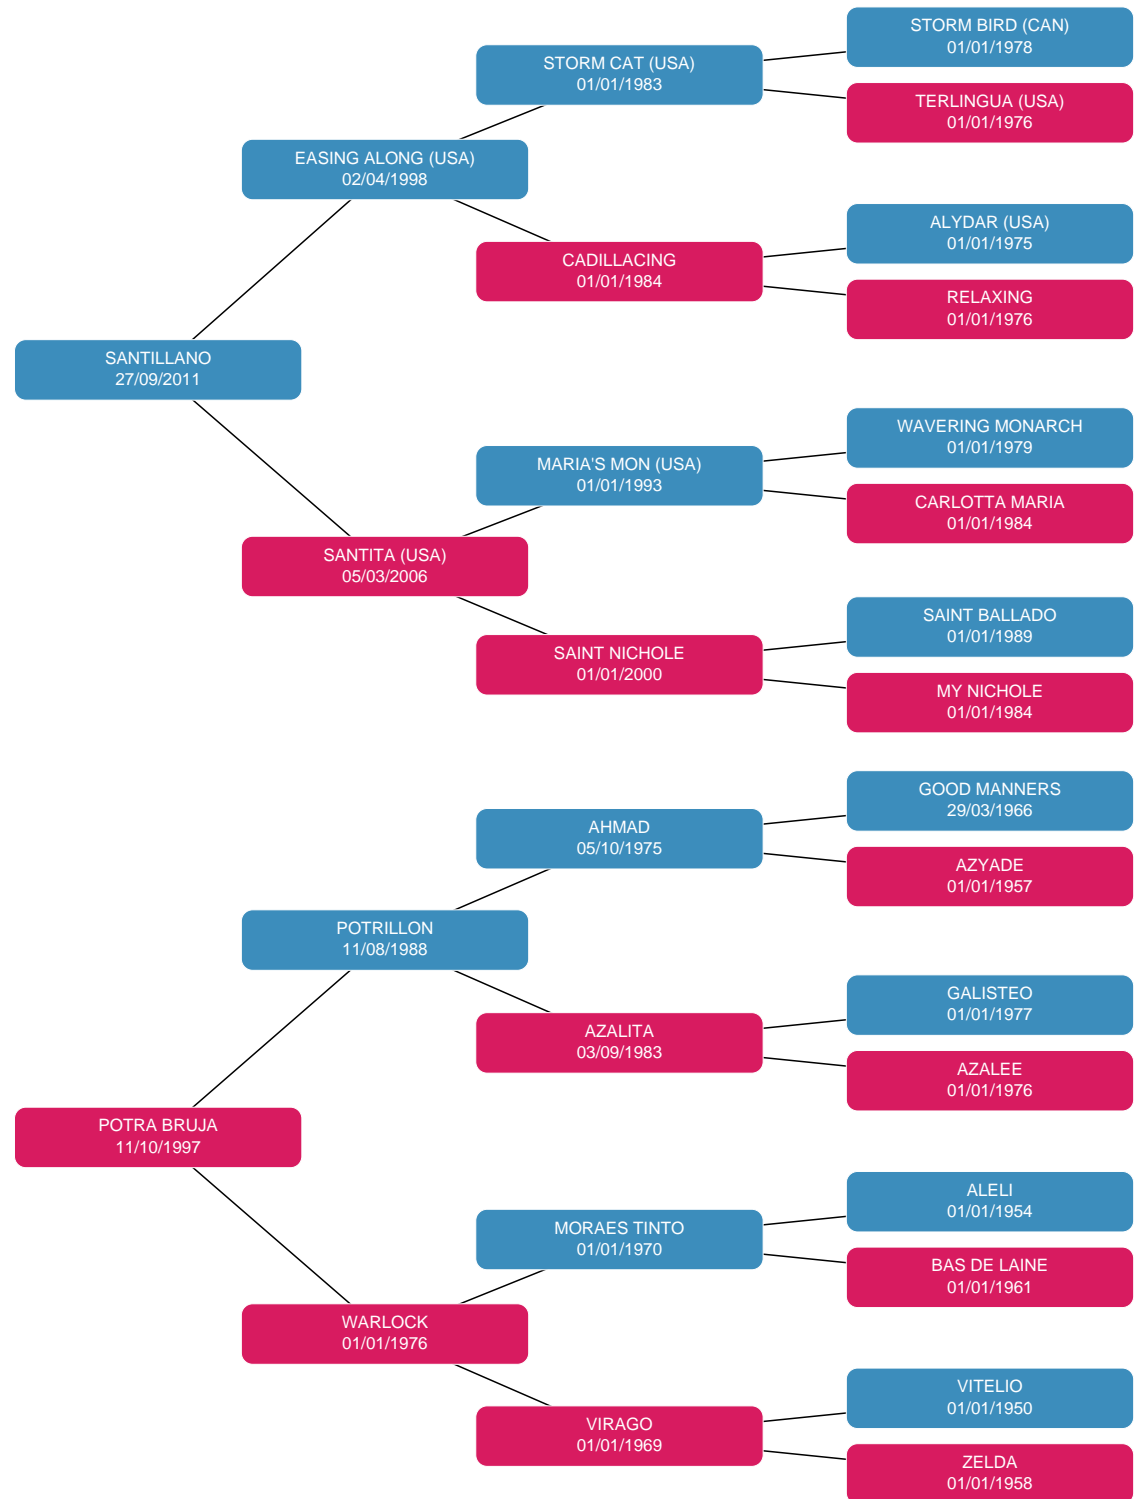 STORM BIRD (CAN)
01/01/1978
STORM CAT (USA)
01/01/1983
TERLINGUA (USA)
01/01/1976
EASING ALONG (USA)
02/04/1998
ALYDAR (USA)
01/01/1975
CADILLACING
01/01/1984
RELAXING
01/01/1976
SANTILLANO
27/09/2011
WAVERING MONARCH
01/01/1979
MARIA'S MON (USA)
01/01/1993
CARLOTTA MARIA
01/01/1984
SANTITA (USA)
05/03/2006
SAINT BALLADO
01/01/1989
SAINT NICHOLE
01/01/2000
MY NICHOLE
01/01/1984
GOOD MANNERS
29/03/1966
AHMAD
05/10/1975
AZYADE
01/01/1957
POTRILLON
11/08/1988
GALISTEO
01/01/1977
AZALITA
03/09/1983
AZALEE
01/01/1976
POTRA BRUJA
11/10/1997
ALELI
01/01/1954
MORAES TINTO
01/01/1970
BAS DE LAINE
01/01/1961
WARLOCK
01/01/1976
VITELIO
01/01/1950
VIRAGO
01/01/1969
ZELDA
01/01/1958